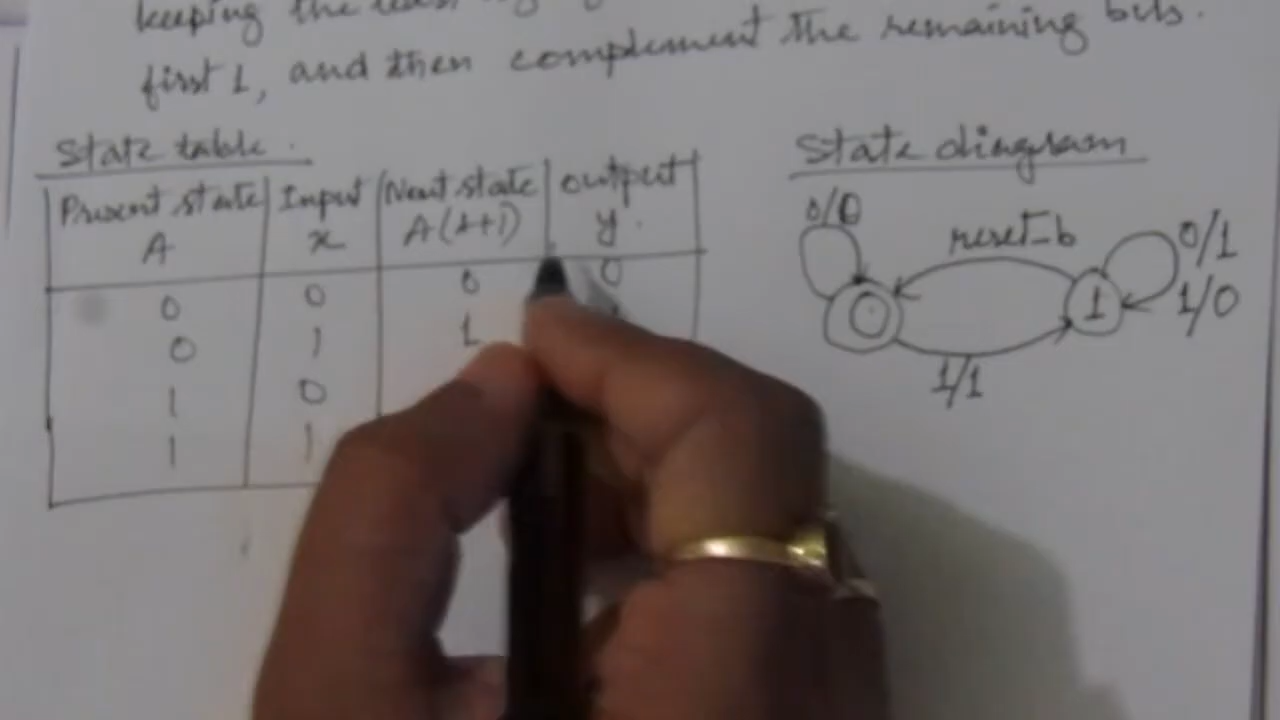 keeping the
first 1, and then complement the remaining bits.
State table.
Present state Input Next state output
A x A(t+1) y.
0 0 0 0
0 1 1
1 0
1 1
State diagram
0/0
reset_b
0/1
1/0
0
1
1/1